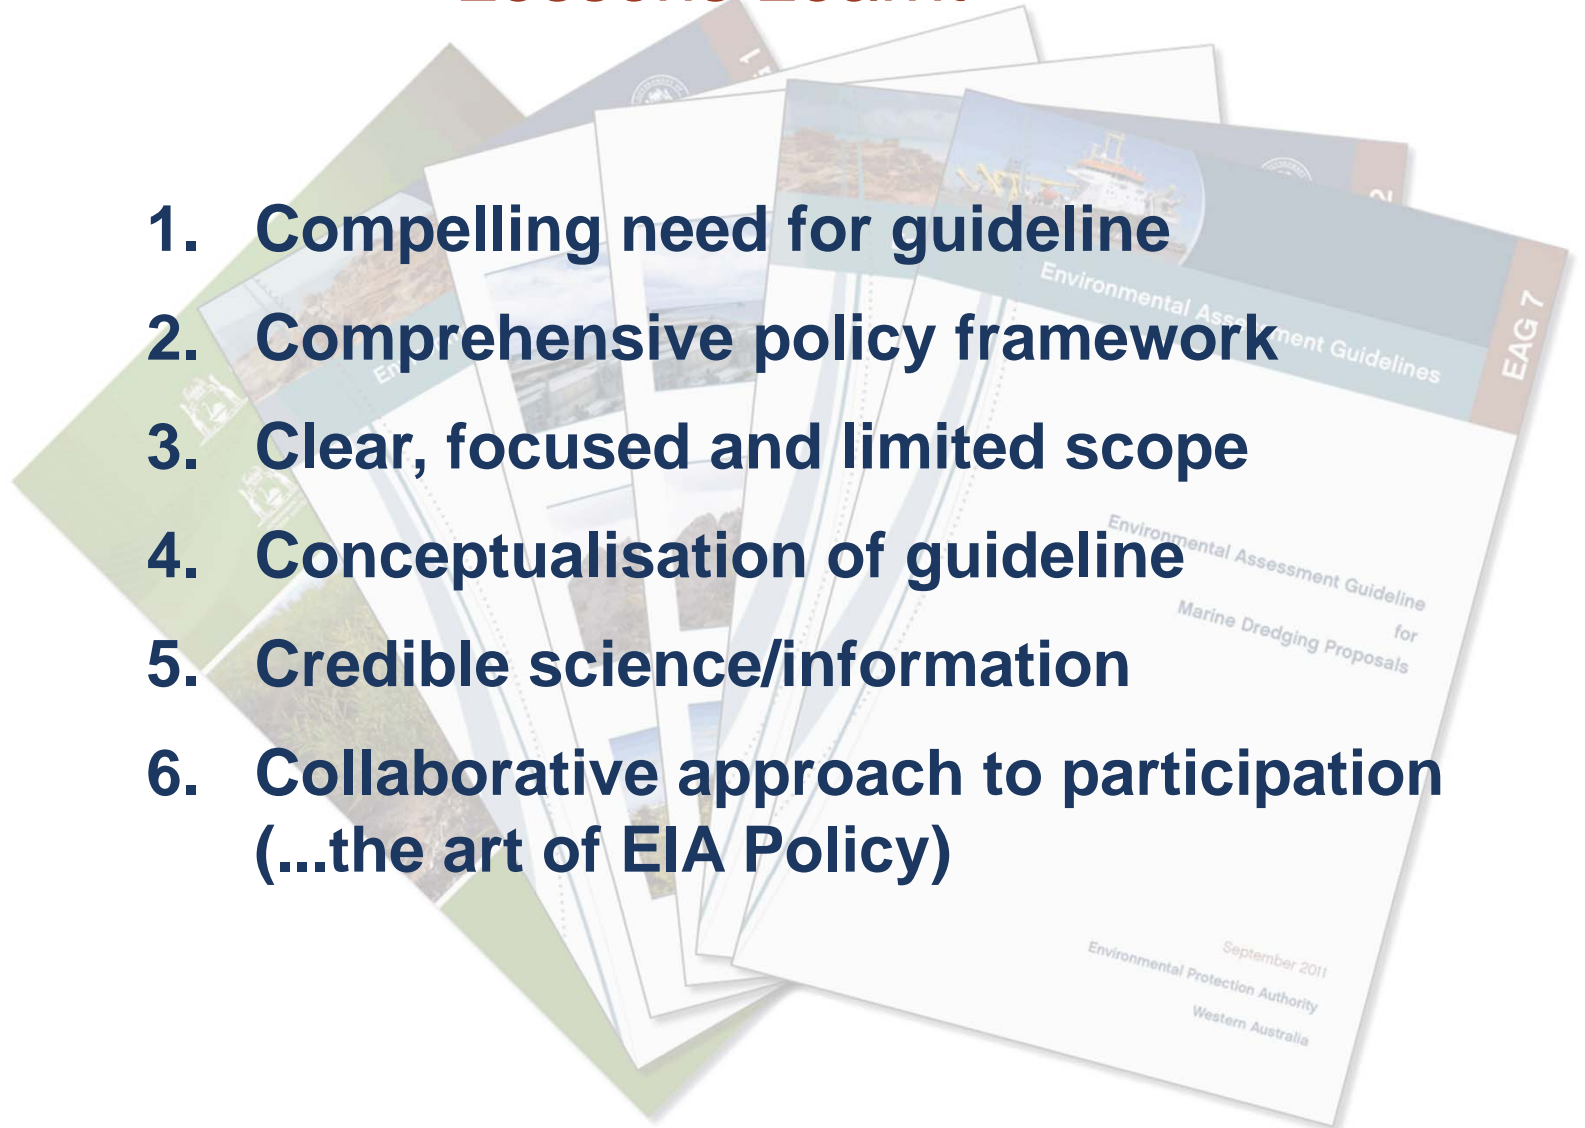 Lessons Learnt
1. Compelling need for guideline
2. Comprehensive policy framework
3. Clear, focused and limited scope
4. Conceptualisation of guideline
5. Credible science/information
6. Collaborative approach to participation
(...the art of EIA Policy)
Environmental Assessment Guidelines
EAG 7
Environmental Assessment Guideline
for
Marine Dredging Proposals
September 2011
Environmental Protection Authority
Western Australia